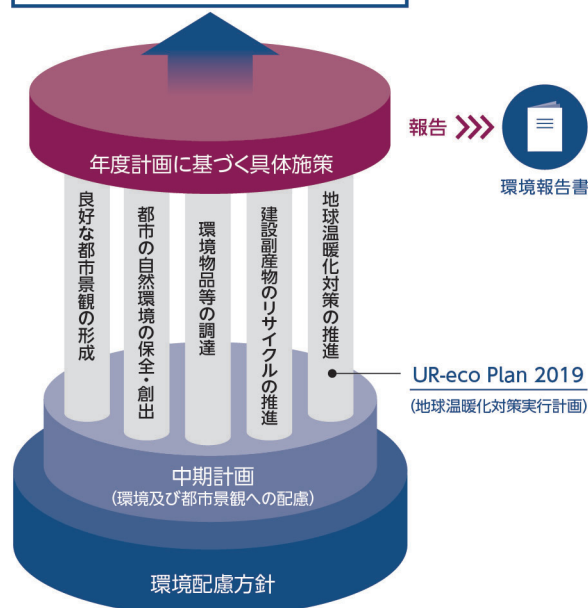 報告
環境報告書
年度計画に基づく具体施策
良好な都市景観の形成
都市の自然環境の保全・創出
環境物品等の調達
建設副産物のリサイクルの推進
地球温暖化対策の推進
UR-eco Plan 2019
(地球温暖化対策実行計画)
中期計画
(環境及び都市景観への配慮)
環境配慮方針